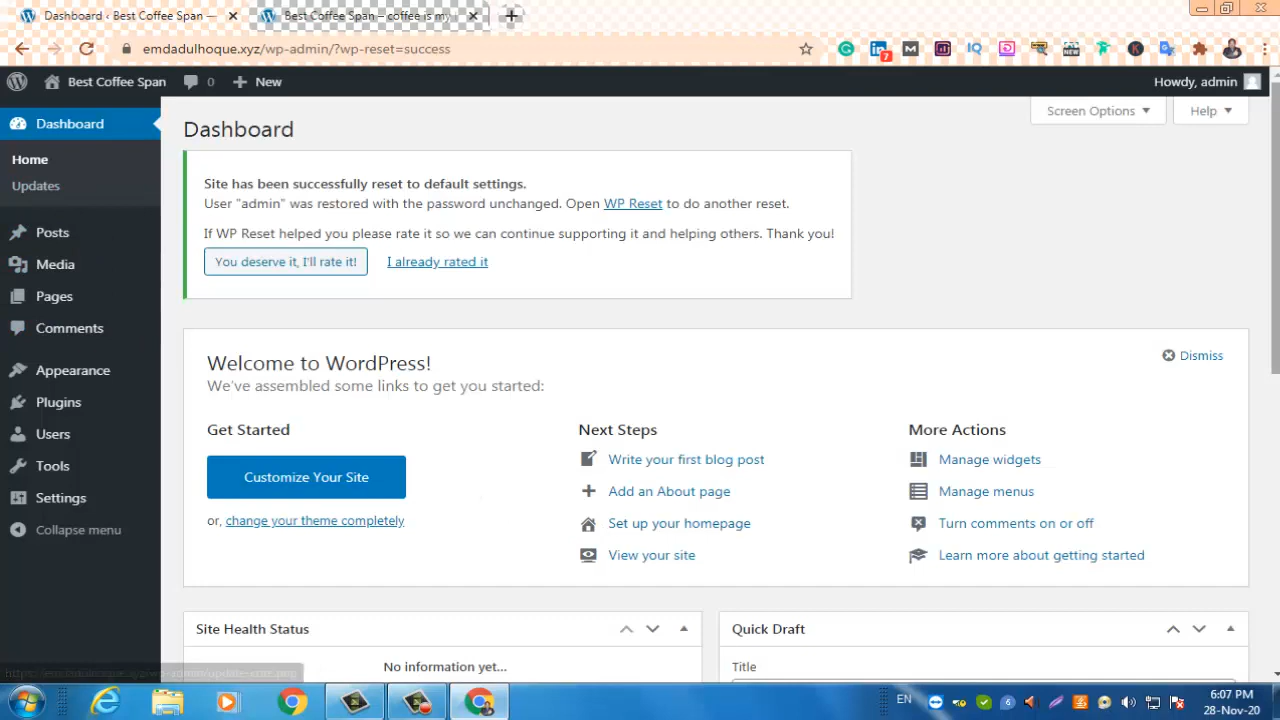 Dashboard ‹ Best Coffee Span —
Best Coffee Span – coffee is my
emdadulhoque.xyz/wp-admin/?wp-reset=success
7
NEW
Best Coffee Span
0
New
Howdy, admin
Dashboard
Home
Updates
Posts
Media
Pages
Comments
Appearance
Plugins
Users
Tools
Settings
Collapse menu
Screen Options
Help
Dashboard
Site has been successfully reset to default settings.
User "admin" was restored with the password unchanged. Open WP Reset to do another reset.
If WP Reset helped you please rate it so we can continue supporting it and helping others. Thank you!
You deserve it, I'll rate it!
I already rated it
Welcome to WordPress!
We've assembled some links to get you started:
Dismiss
Get Started
Customize Your Site
or, change your theme completely
Next Steps
Write your first blog post
Add an About page
Set up your homepage
View your site
More Actions
Manage widgets
Manage menus
Turn comments on or off
Learn more about getting started
Site Health Status
No information yet...
Quick Draft
Title
EN
6:07 PM
28-Nov-20